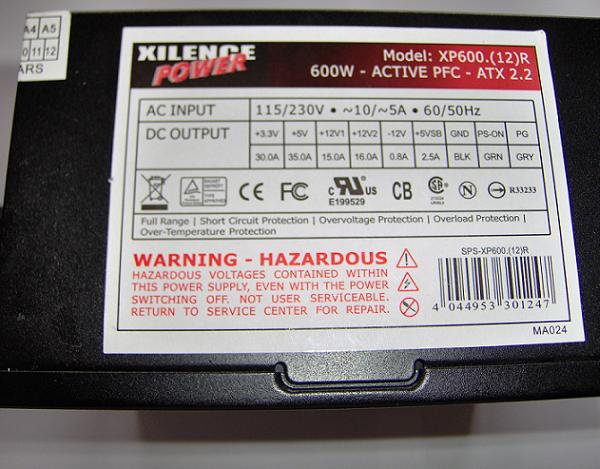 A4 A5
11 12
ARS
XILENCE
POWER
Model: XP600.(12)R
600W - ACTIVE PFC - ATX 2.2
AC INPUT 115/230V • ~10/~5A • 60/50Hz
DC OUTPUT +3.3V +5V +12V1 +12V2 -12V +5VSB GND PS-ON PG
30.0A 35.0A 15.0A 16.0A 0.8A 2.5A BLK GRN GRY
CE FC c RU US CB N R33233
E199529
Full Range | Short Circuit Protection | Overvoltage Protection | Overload Protection |
Over-Temperature Protection
WARNING - HAZARDOUS
HAZARDOUS VOLTAGES CONTAINED WITHIN
THIS POWER SUPPLY, EVEN WITH THE POWER
SWITCHING OFF. NOT USER SERVICEABLE.
RETURN TO SERVICE CENTER FOR REPAIR.
SPS-XP600.(12)R
4 044953 301247
MA024